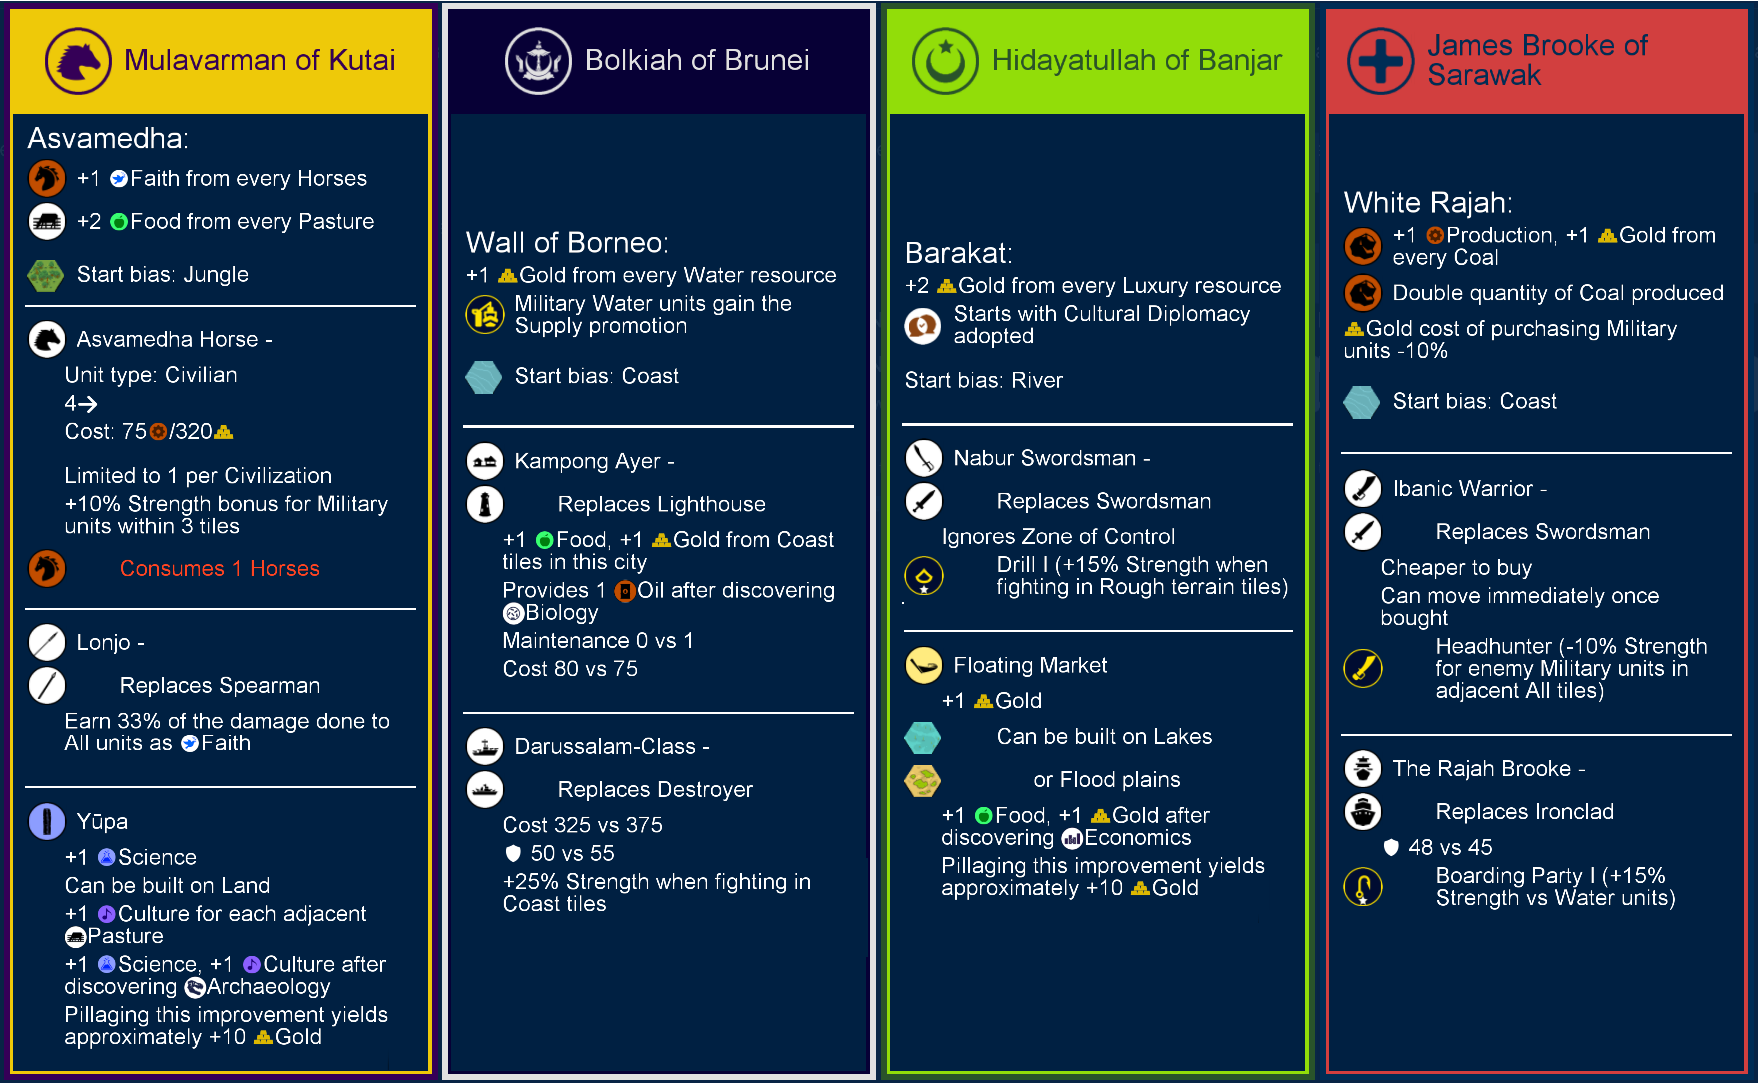 Mulavarman of Kutai
Asvamedha:
+1 Faith from every Horses
+2 Food from every Pasture
Start bias: Jungle
Asvamedha Horse -
Unit type: Civilian
4→
Cost: 75/320
Limited to 1 per Civilization
+10% Strength bonus for Military
units within 3 tiles
Consumes 1 Horses
Lonjo -
Replaces Spearman
Earn 33% of the damage done to
All units as Faith
Yūpa
+1 Science
Can be built on Land
+1 Culture for each adjacent
Pasture
+1 Science, +1 Culture after
discovering Archaeology
Pillaging this improvement yields
approximately +10 Gold
Bolkiah of Brunei
Wall of Borneo:
+1 Gold from every Water resource
Military Water units gain the
Supply promotion
Start bias: Coast
Kampong Ayer -
Replaces Lighthouse
+1 Food, +1 Gold from Coast
tiles in this city
Provides 1 Oil after discovering
Biology
Maintenance 0 vs 1
Cost 80 vs 75
Darussalam-Class -
Replaces Destroyer
Cost 325 vs 375
50 vs 55
+25% Strength when fighting in
Coast tiles
Hidayatullah of Banjar
Barakat:
+2 Gold from every Luxury resource
Starts with Cultural Diplomacy
adopted
Start bias: River
Nabur Swordsman -
Replaces Swordsman
Ignores Zone of Control
Drill I (+15% Strength when
fighting in Rough terrain tiles)
Floating Market
+1 Gold
Can be built on Lakes
or Flood plains
+1 Food, +1 Gold after
discovering Economics
Pillaging this improvement yields
approximately +10 Gold
James Brooke of
Sarawak
White Rajah:
+1 Production, +1 Gold from
every Coal
Double quantity of Coal produced
Gold cost of purchasing Military
units -10%
Start bias: Coast
Ibanic Warrior -
Replaces Swordsman
Cheaper to buy
Can move immediately once
bought
Headhunter (-10% Strength
for enemy Military units in
adjacent All tiles)
The Rajah Brooke -
Replaces Ironclad
48 vs 45
Boarding Party I (+15%
Strength vs Water units)